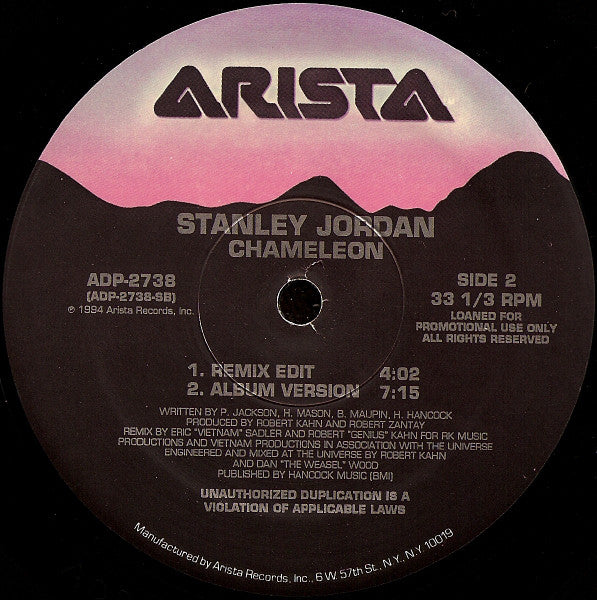 ARISTA
STANLEY JORDAN
CHAMELEON
ADP-2738
(ADP-2738-SB)
℗ 1994 Arista Records, Inc.
SIDE 2
33 1/3 RPM
LOANED FOR
PROMOTIONAL USE ONLY
ALL RIGHTS RESERVED
1. REMIX EDIT 4:02
2. ALBUM VERSION 7:15
WRITTEN BY P. JACKSON, H. MASON, B. MAUPIN, H. HANCOCK
PRODUCED BY ROBERT KAHN AND ROBERT ZANTAY
REMIX BY ERIC "VIETNAM" SADLER AND ROBERT "GENIUS" KAHN FOR RK MUSIC
PRODUCTIONS AND VIETNAM PRODUCTIONS IN ASSOCIATION WITH THE UNIVERSE
ENGINEERED AND MIXED AT THE UNIVERSE BY ROBERT KAHN
AND DAN "THE WEASEL" WOOD
PUBLISHED BY HANCOCK MUSIC (BMI)
UNAUTHORIZED DUPLICATION IS A
VIOLATION OF APPLICABLE LAWS
Manufactured by Arista Records, Inc., 6 W. 57th St., N.Y., N.Y. 10019